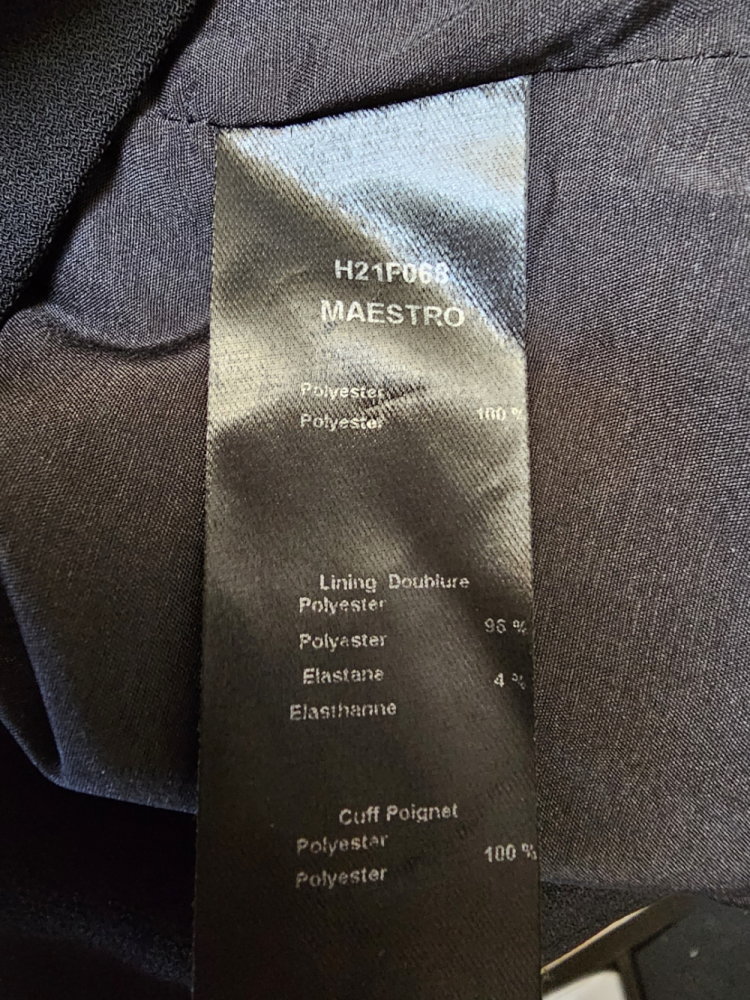 H21F068
MAESTRO
Polyester
Polyester 100 %
Lining Doublure
Polyester
Polyester 96 %
Elastane 4 %
Elasthanne
Cuff Poignet
Polyester
Polyester 100 %